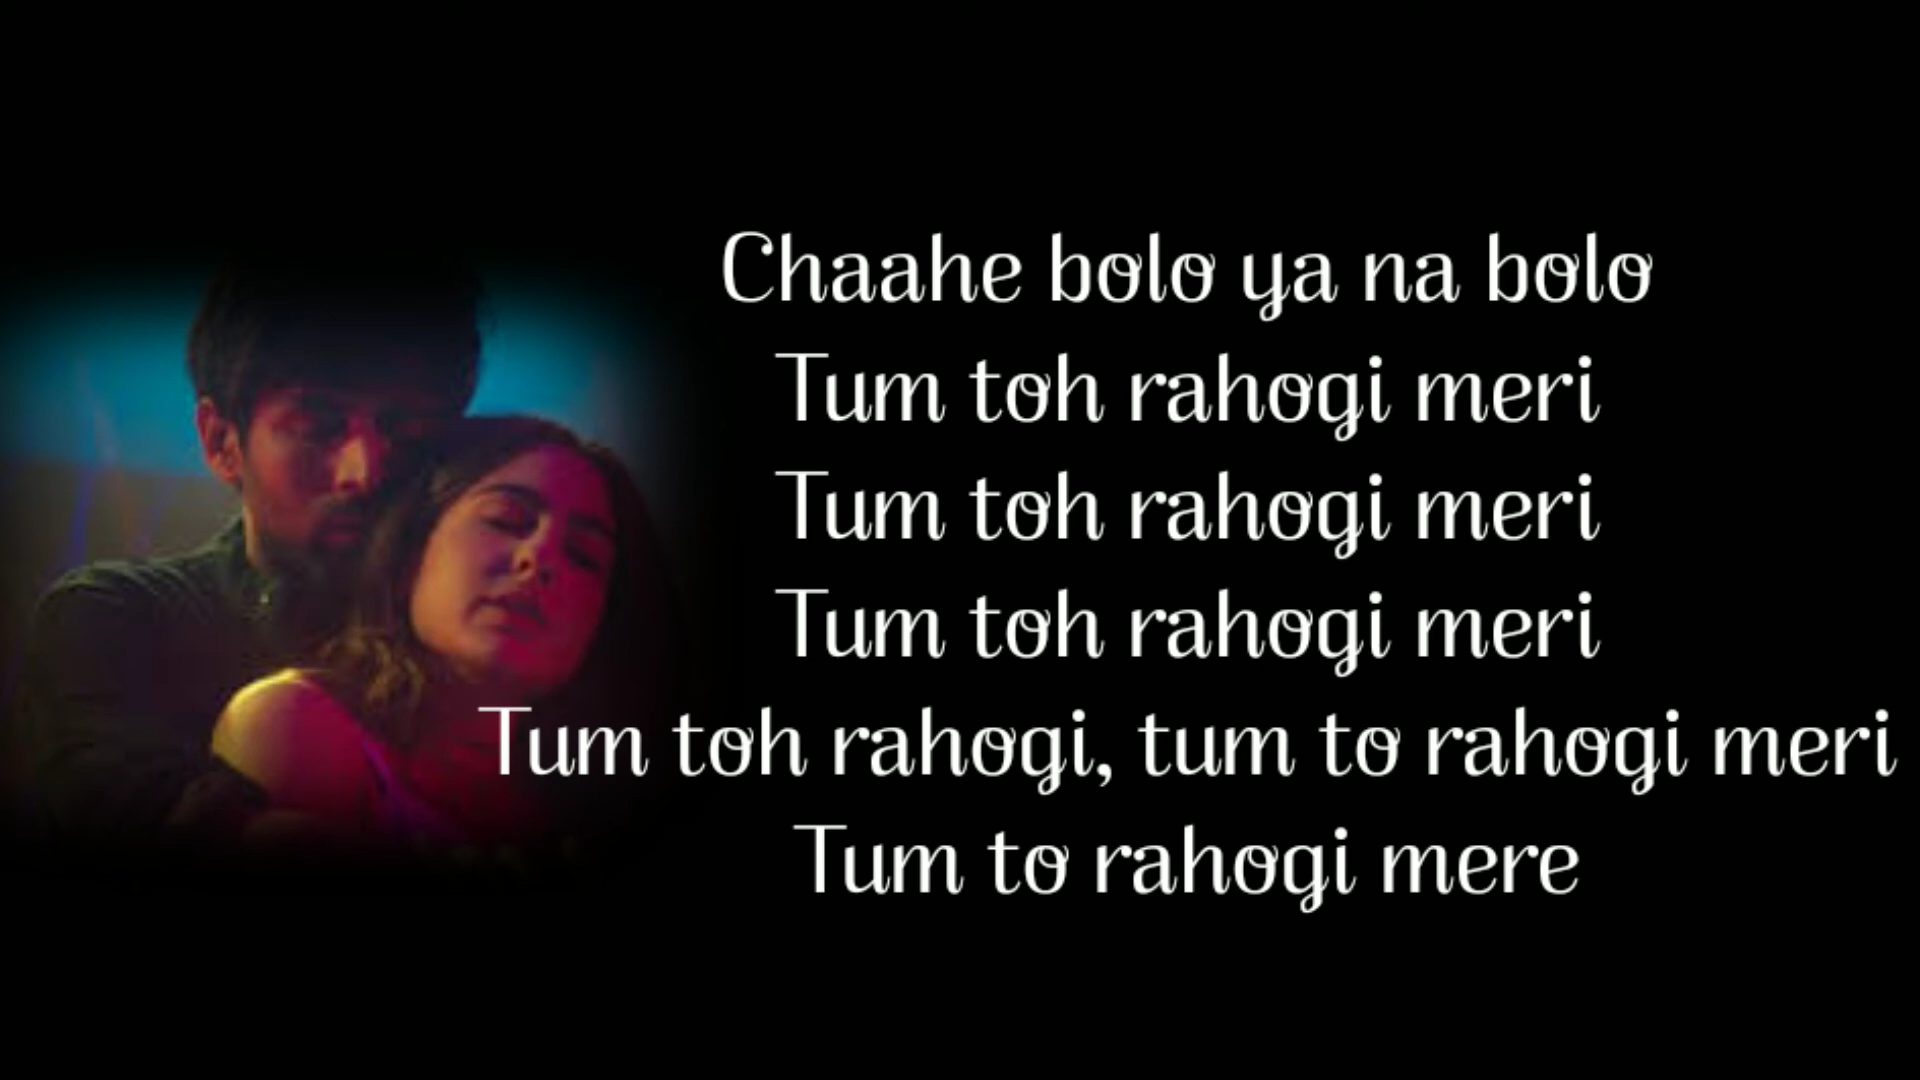 Chaahe bolo ya na bolo
Tum toh rahogi meri
Tum toh rahogi meri
Tum toh rahogi meri
Tum toh rahogi, tum to rahogi meri
Tum to rahogi mere